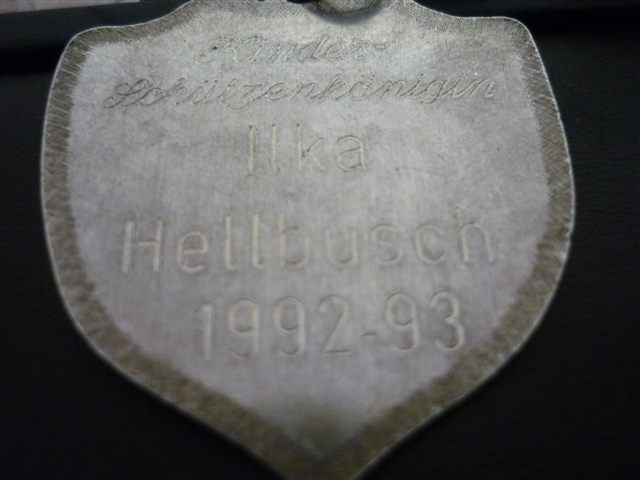 Kinder-
Schützenkönigin
Ilka
Hellbusch
1992-93